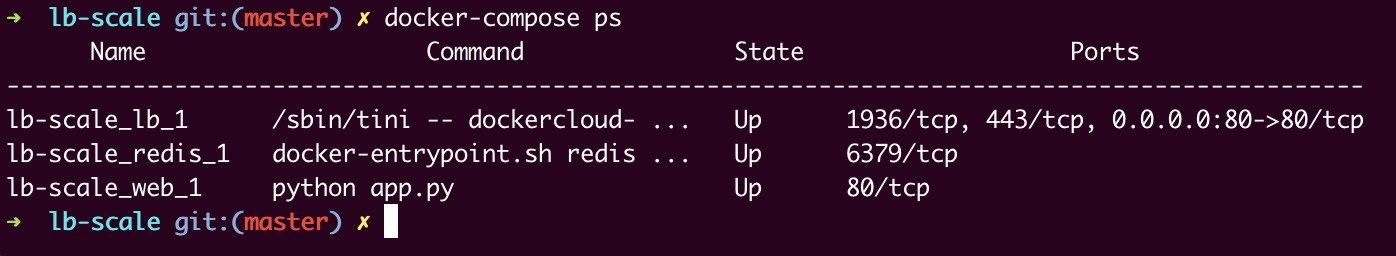 ➜  lb-scale git:(master) ✗ docker-compose ps
      Name                    Command               State                   Ports
-------------------------------------------------------------------------------------------------
lb-scale_lb_1      /sbin/tini -- dockercloud- ...   Up      1936/tcp, 443/tcp, 0.0.0.0:80->80/tcp
lb-scale_redis_1   docker-entrypoint.sh redis ...   Up      6379/tcp
lb-scale_web_1     python app.py                    Up      80/tcp
➜  lb-scale git:(master) ✗